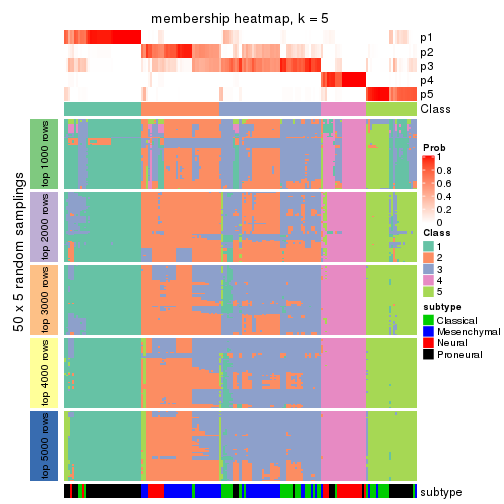 membership heatmap, k = 5
p1
p2
p3
p4
p5
Class
50 x 5 random samplings
top 1000 rows
top 2000 rows
top 3000 rows
top 4000 rows
top 5000 rows
Prob
1
0.8
0.6
0.4
0.2
0
Class
1
2
3
4
5
subtype
Classical
Mesenchymal
Neural
Proneural
subtype